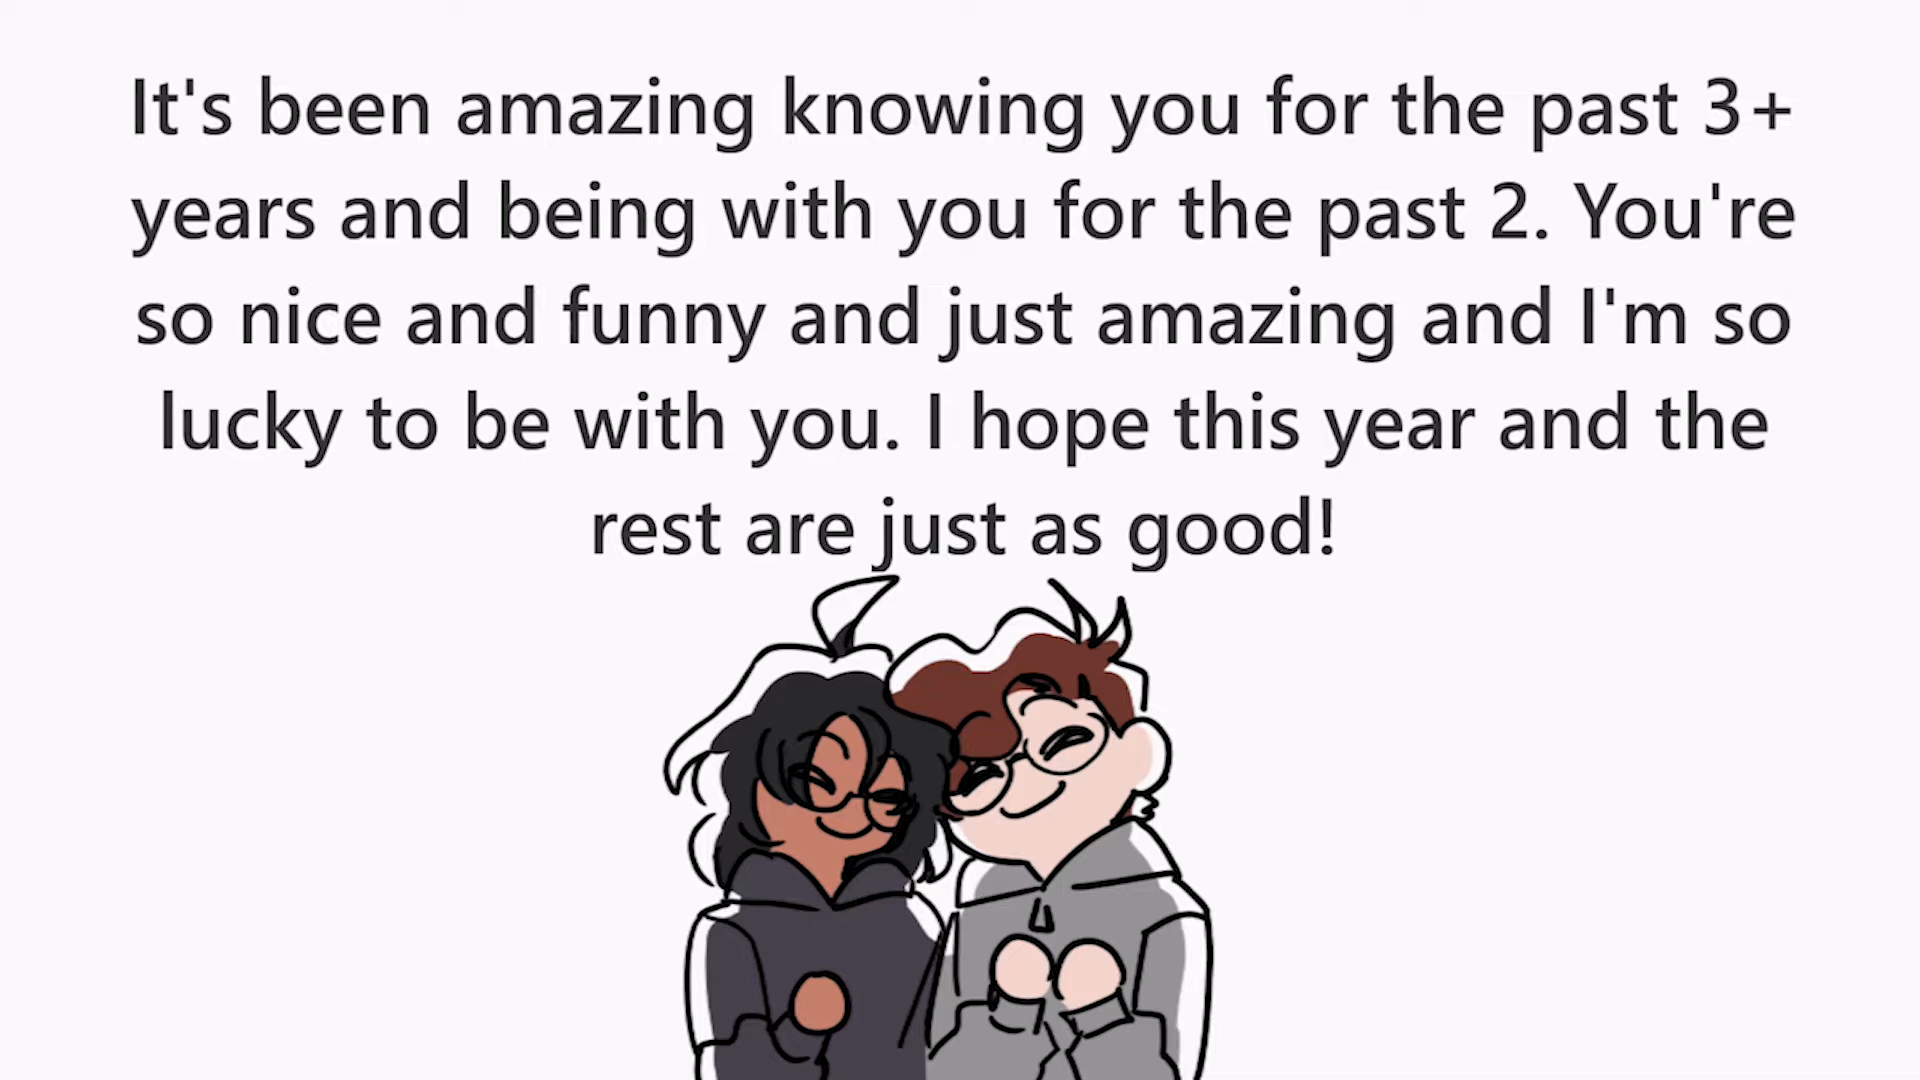 It's been amazing knowing you for the past 3+
years and being with you for the past 2. You're
so nice and funny and just amazing and I'm so
lucky to be with you. I hope this year and the
rest are just as good!